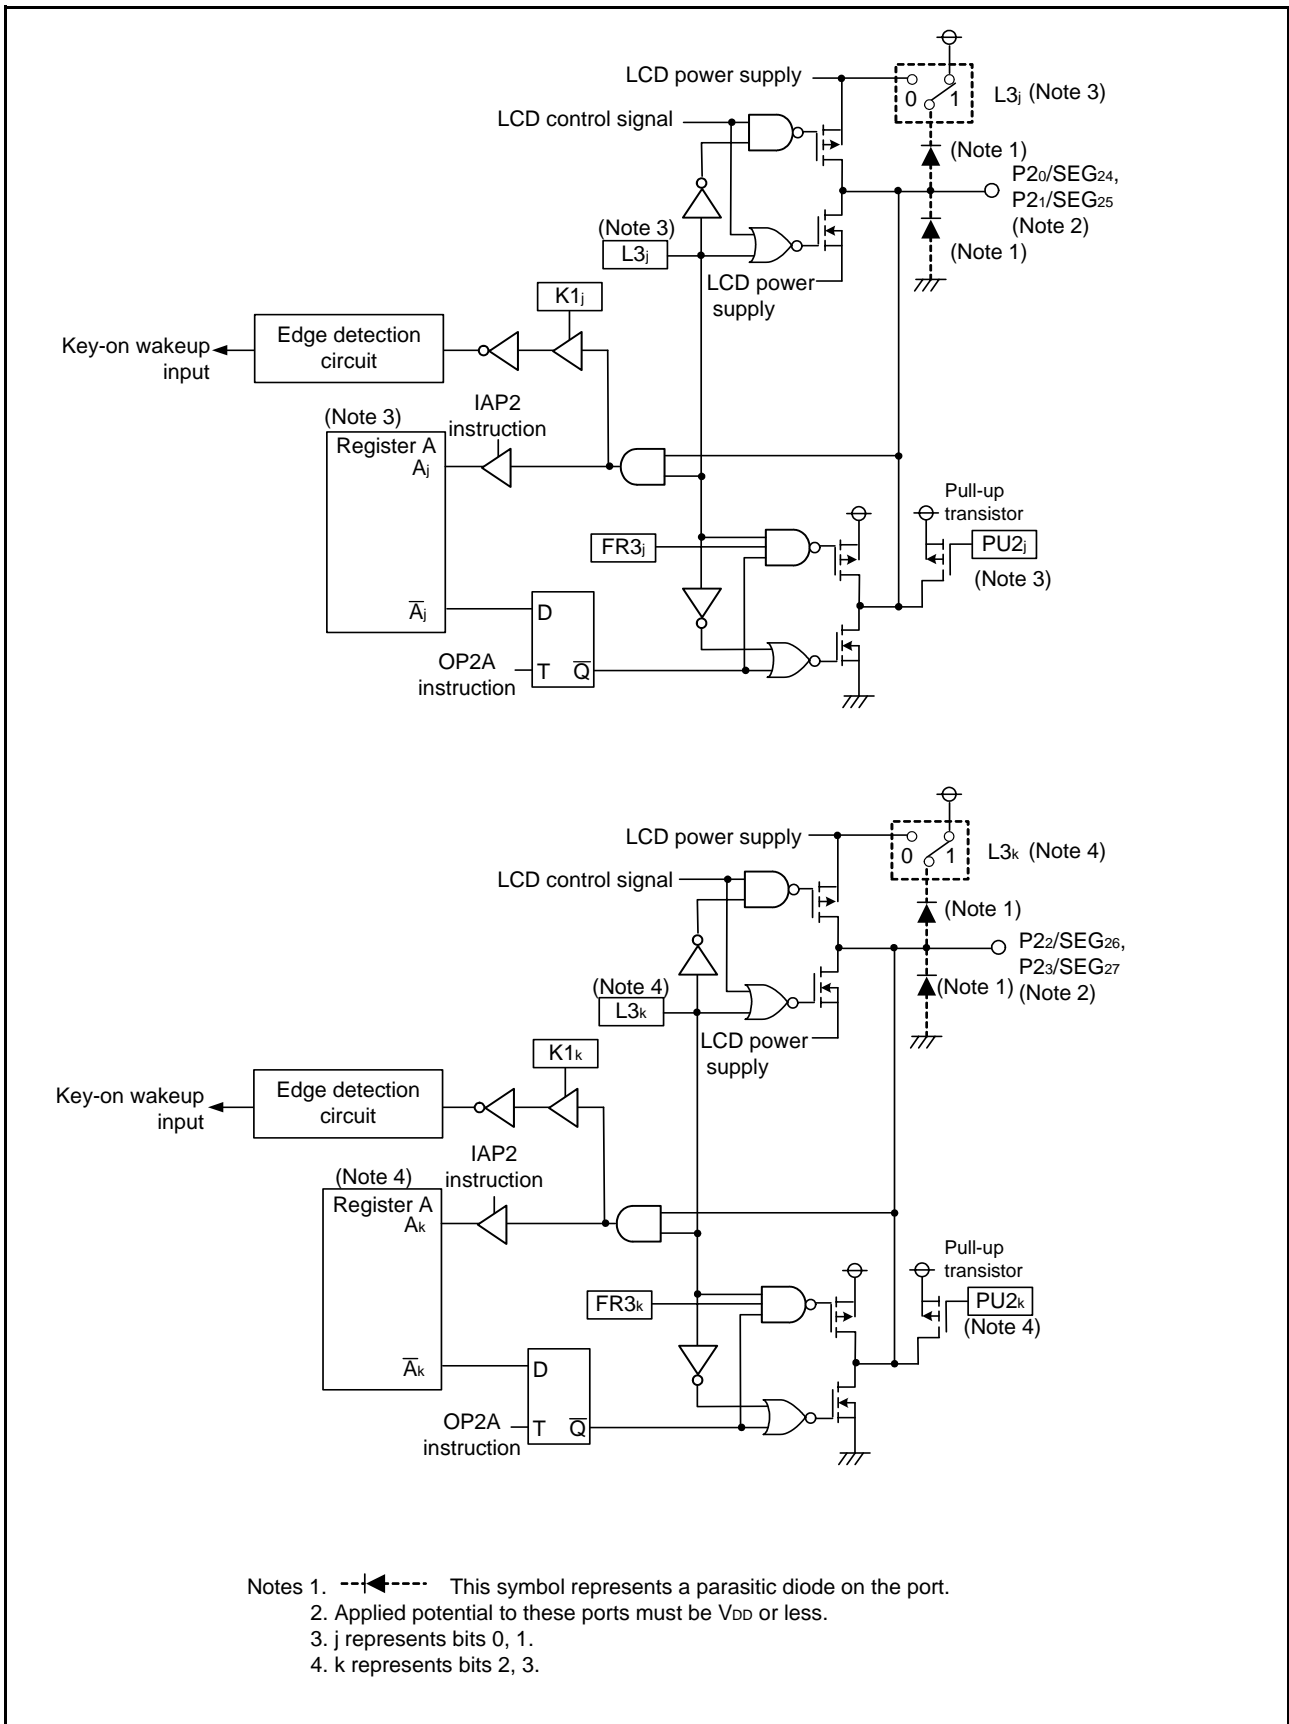 LCD power supply
0 1
L3j (Note 3)
LCD control signal
(Note 1)
P20/SEG24,
P21/SEG25
(Note 2)
(Note 3)
L3j
(Note 1)
LCD power
supply
K1j
Edge detection
circuit
Key-on wakeup
input
IAP2
instruction
(Note 3)
Register A
Aj
Pull-up
transistor
FR3j
PU2j
(Note 3)
A̅j
D
OP2A
instruction
T Q̅
LCD power supply
0 1
L3k (Note 4)
LCD control signal
(Note 1)
P22/SEG26,
P23/SEG27
(Note 2)
(Note 4)
L3k
(Note 1)
LCD power
supply
K1k
Edge detection
circuit
Key-on wakeup
input
IAP2
instruction
(Note 4)
Register A
Ak
Pull-up
transistor
FR3k
PU2k
(Note 4)
A̅k
D
OP2A
instruction
T Q̅
Notes 1. This symbol represents a parasitic diode on the port.
2. Applied potential to these ports must be VDD or less.
3. j represents bits 0, 1.
4. k represents bits 2, 3.